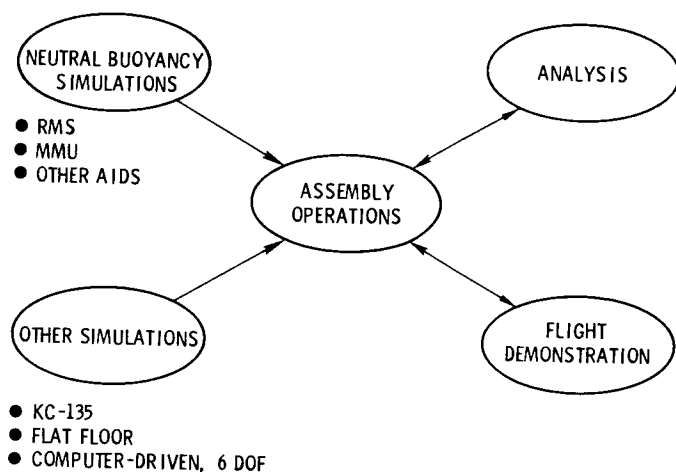 NEUTRAL BUOYANCY
SIMULATIONS
● RMS
● MMU
● OTHER AIDS
ANALYSIS
ASSEMBLY
OPERATIONS
OTHER SIMULATIONS
● KC-135
● FLAT FLOOR
● COMPUTER-DRIVEN, 6 DOF
FLIGHT
DEMONSTRATION